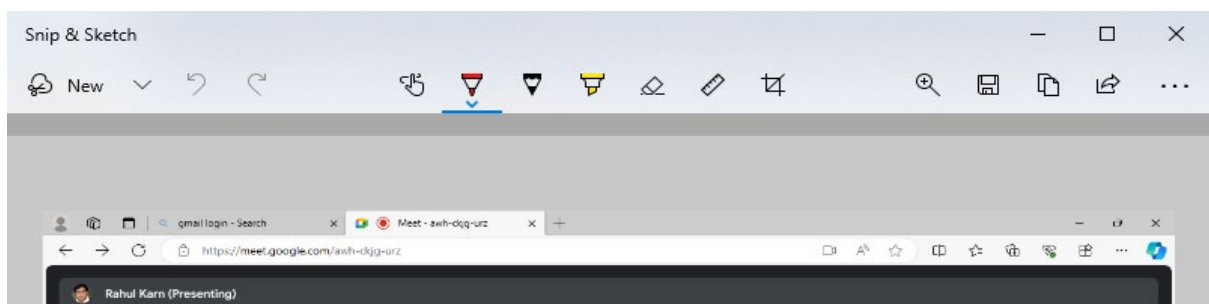 Snip & Sketch
New
gmail login - Search
Meet - awh-ckjg-urz
https://meet.google.com/awh-ckjg-urz
Rahul Karn (Presenting)